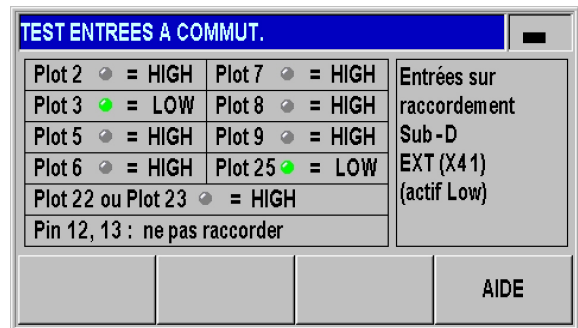 TEST ENTREES A COMMUT.
Plot 2 = HIGH Plot 7 = HIGH
Plot 3 = LOW Plot 8 = HIGH
Plot 5 = HIGH Plot 9 = HIGH
Plot 6 = HIGH Plot 25 = LOW
Plot 22 ou Plot 23 = HIGH
Pin 12, 13 : ne pas raccorder
Entrées sur
raccordement
Sub-D
EXT (X41)
(actif Low)
AIDE